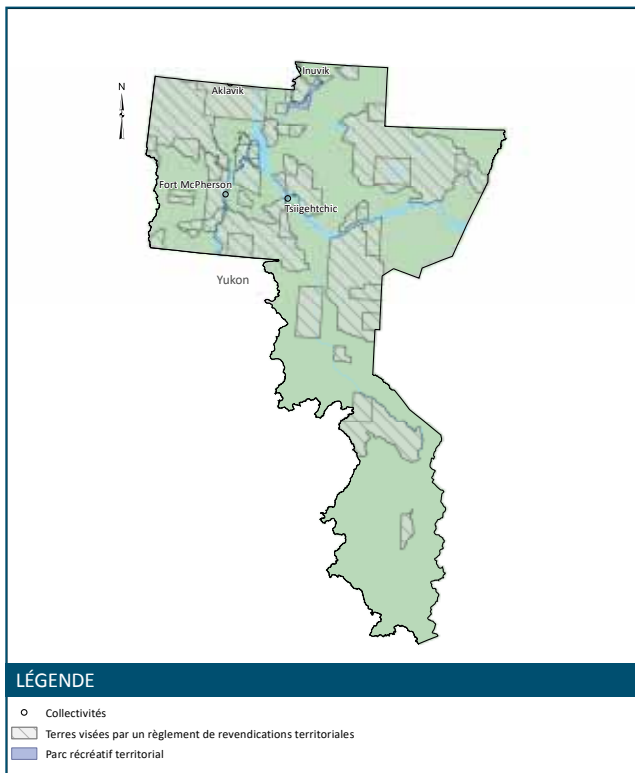 Inuvik
N
Aklavik
Fort McPherson
Tsiigehtchic
Yukon
LÉGENDE
Collectivités
Terres visées par un règlement de revendications territoriales
Parc récréatif territorial